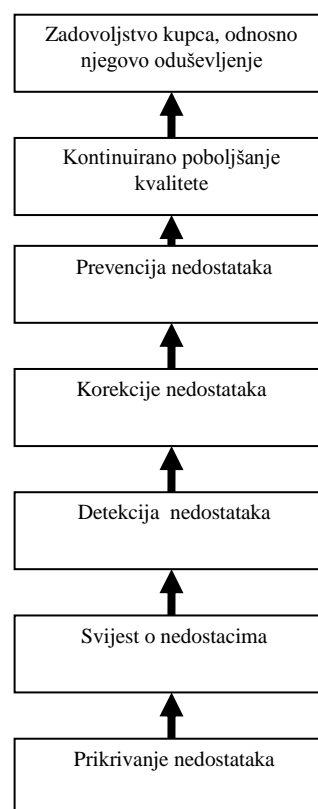 Zadovoljstvo kupca, odnosno
njegovo oduševljenje
Kontinuirano poboljšanje
kvalitete
Prevencija nedostataka
Korekcije nedostataka
Detekcija nedostataka
Svijest o nedostacima
Prikrivanje nedostataka